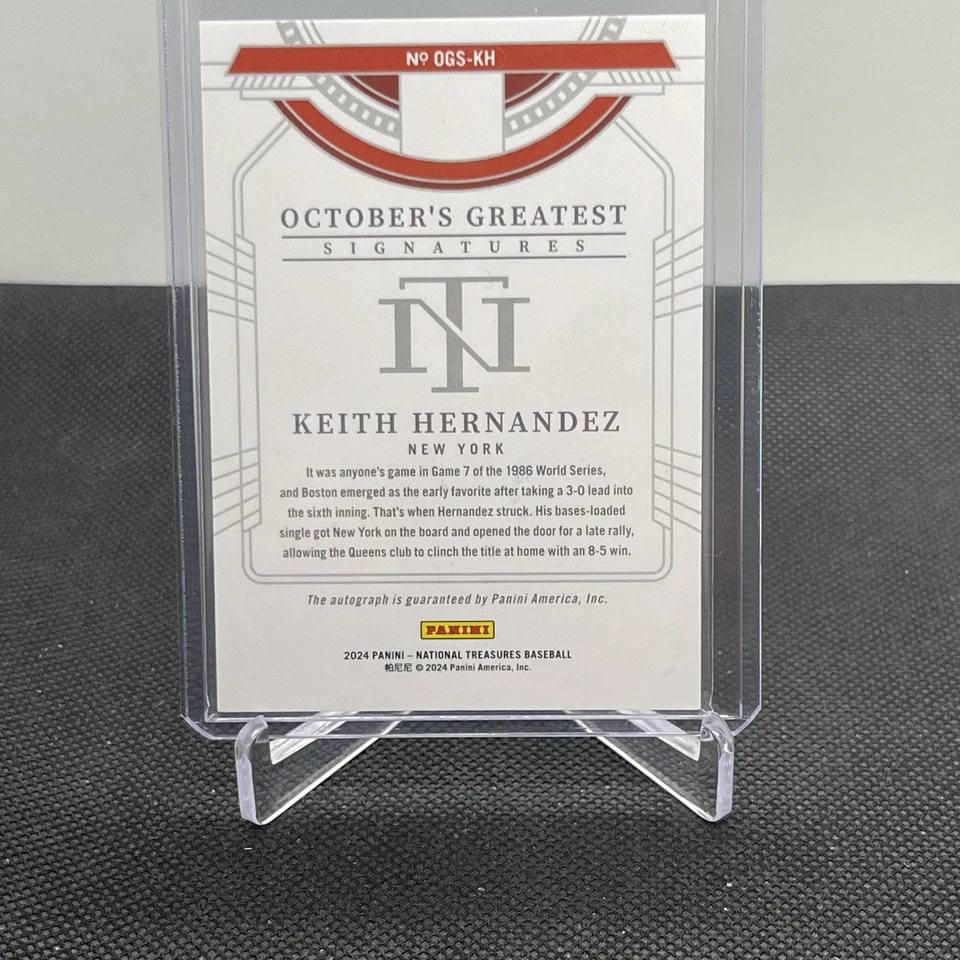 Nº OGS-KH
OCTOBER'S GREATEST
SIGNATURES
NT
KEITH HERNANDEZ
NEW YORK
It was anyone's game in Game 7 of the 1986 World Series,
and Boston emerged as the early favorite after taking a 3-0 lead into
the sixth inning. That's when Hernandez struck. His bases-loaded
single got New York on the board and opened the door for a late rally,
allowing the Queens club to clinch the title at home with an 8-5 win.
The autograph is guaranteed by Panini America, Inc.
PANINI
2024 PANINI – NATIONAL TREASURES BASEBALL
帕尼尼 © 2024 Panini America, Inc.